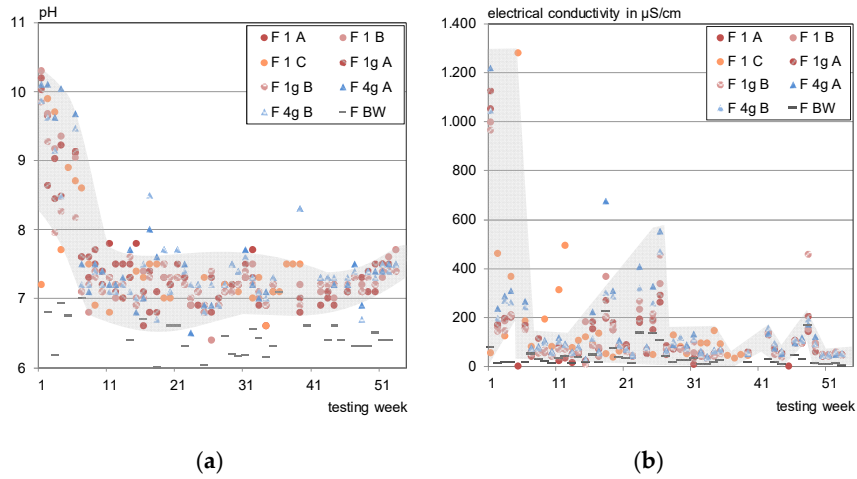 pH
11
10
9
8
7
6
1
11
21
31
41
51
testing week
F 1 A
F 1 B
F 1 C
F 1g A
F 1g B
F 4g A
F 4g B
F BW
(a)
electrical conductivity in µS/cm
1.400
1.200
1.000
800
600
400
200
0
1
11
21
31
41
51
testing week
F 1 A
F 1 B
F 1 C
F 1g A
F 1g B
F 4g A
F 4g B
F BW
(b)